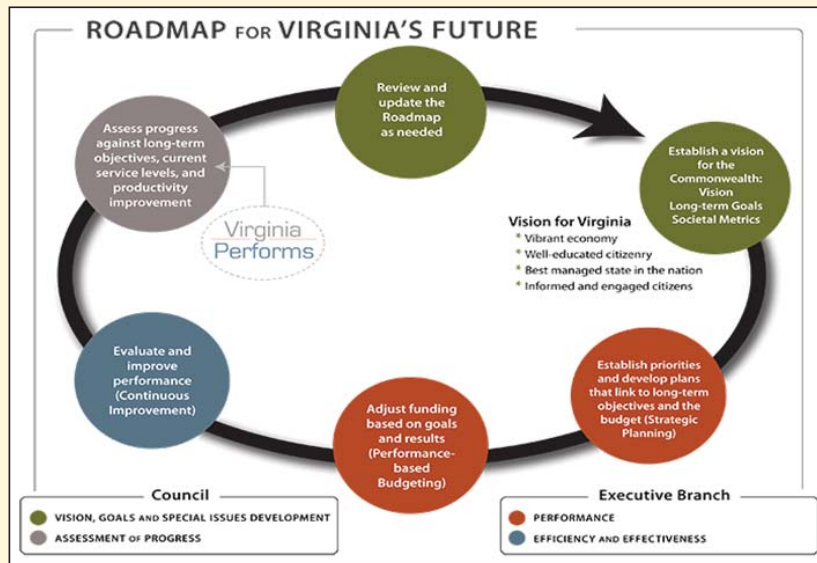 ROADMAP FOR VIRGINIA'S FUTURE
Review and
update the
Roadmap
as needed
Establish a vision
for the
Commonwealth:
Vision
Long-term Goals
Societal Metrics
Vision for Virginia
* Vibrant economy
* Well-educated citizenry
* Best managed state in the nation
* Informed and engaged citizens
Establish priorities
and develop plans
that link to long-term
objectives and the
budget (Strategic
Planning)
Adjust funding
based on goals
and results
(Performance-
based
Budgeting)
Evaluate and
improve
performance
(Continuous
Improvement)
Assess progress
against long-term
objectives, current
service levels, and
productivity
improvement
Virginia
Performs
Council
VISION, GOALS AND SPECIAL ISSUES DEVELOPMENT
ASSESSMENT OF PROGRESS
Executive Branch
PERFORMANCE
EFFICIENCY AND EFFECTIVENESS